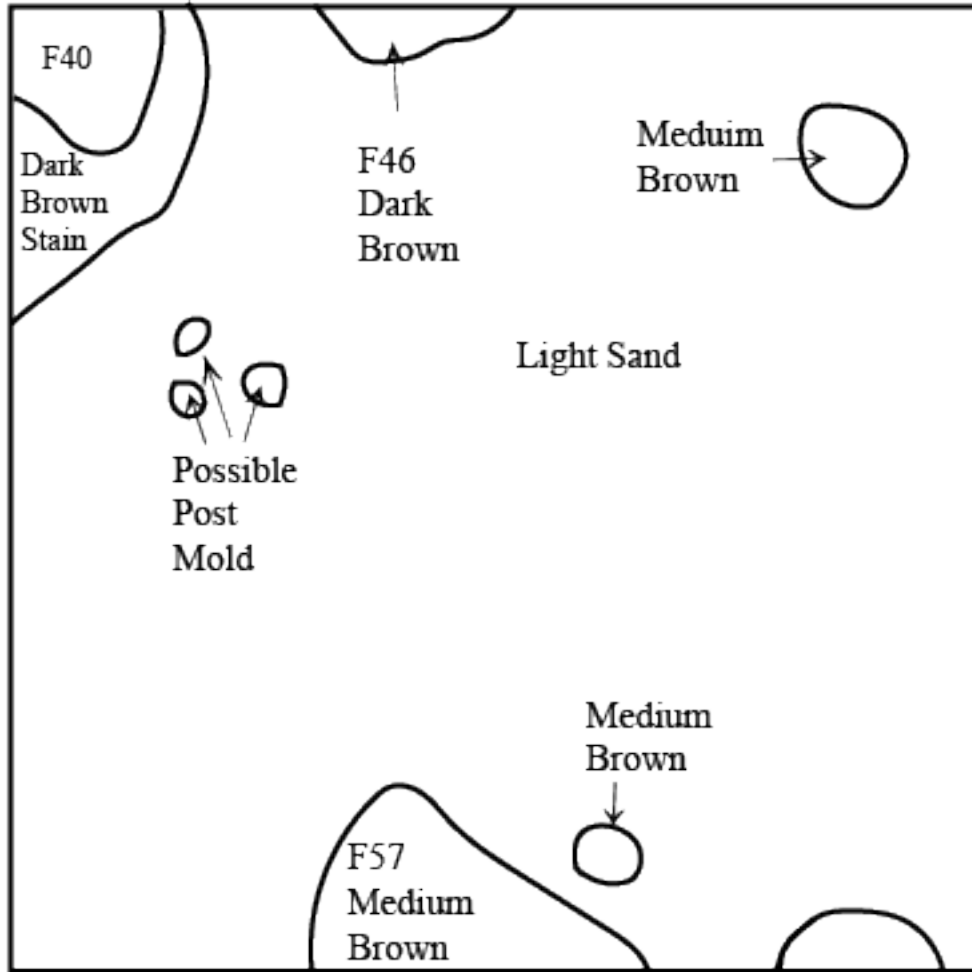 F40
Dark
Brown
Stain
F46
Dark
Brown
Meduim
Brown
Light Sand
Possible
Post
Mold
Medium
Brown
F57
Medium
Brown